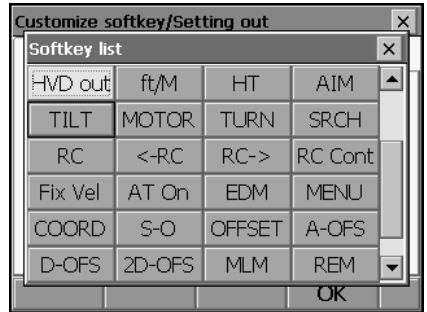 Customize softkey/Setting out
Softkey list
HVD out ft/M HT AIM
TILT MOTOR TURN SRCH
RC <-RC RC-> RC Cont
Fix Vel AT On EDM MENU
COORD S-O OFFSET A-OFS
D-OFS 2D-OFS MLM REM
OK